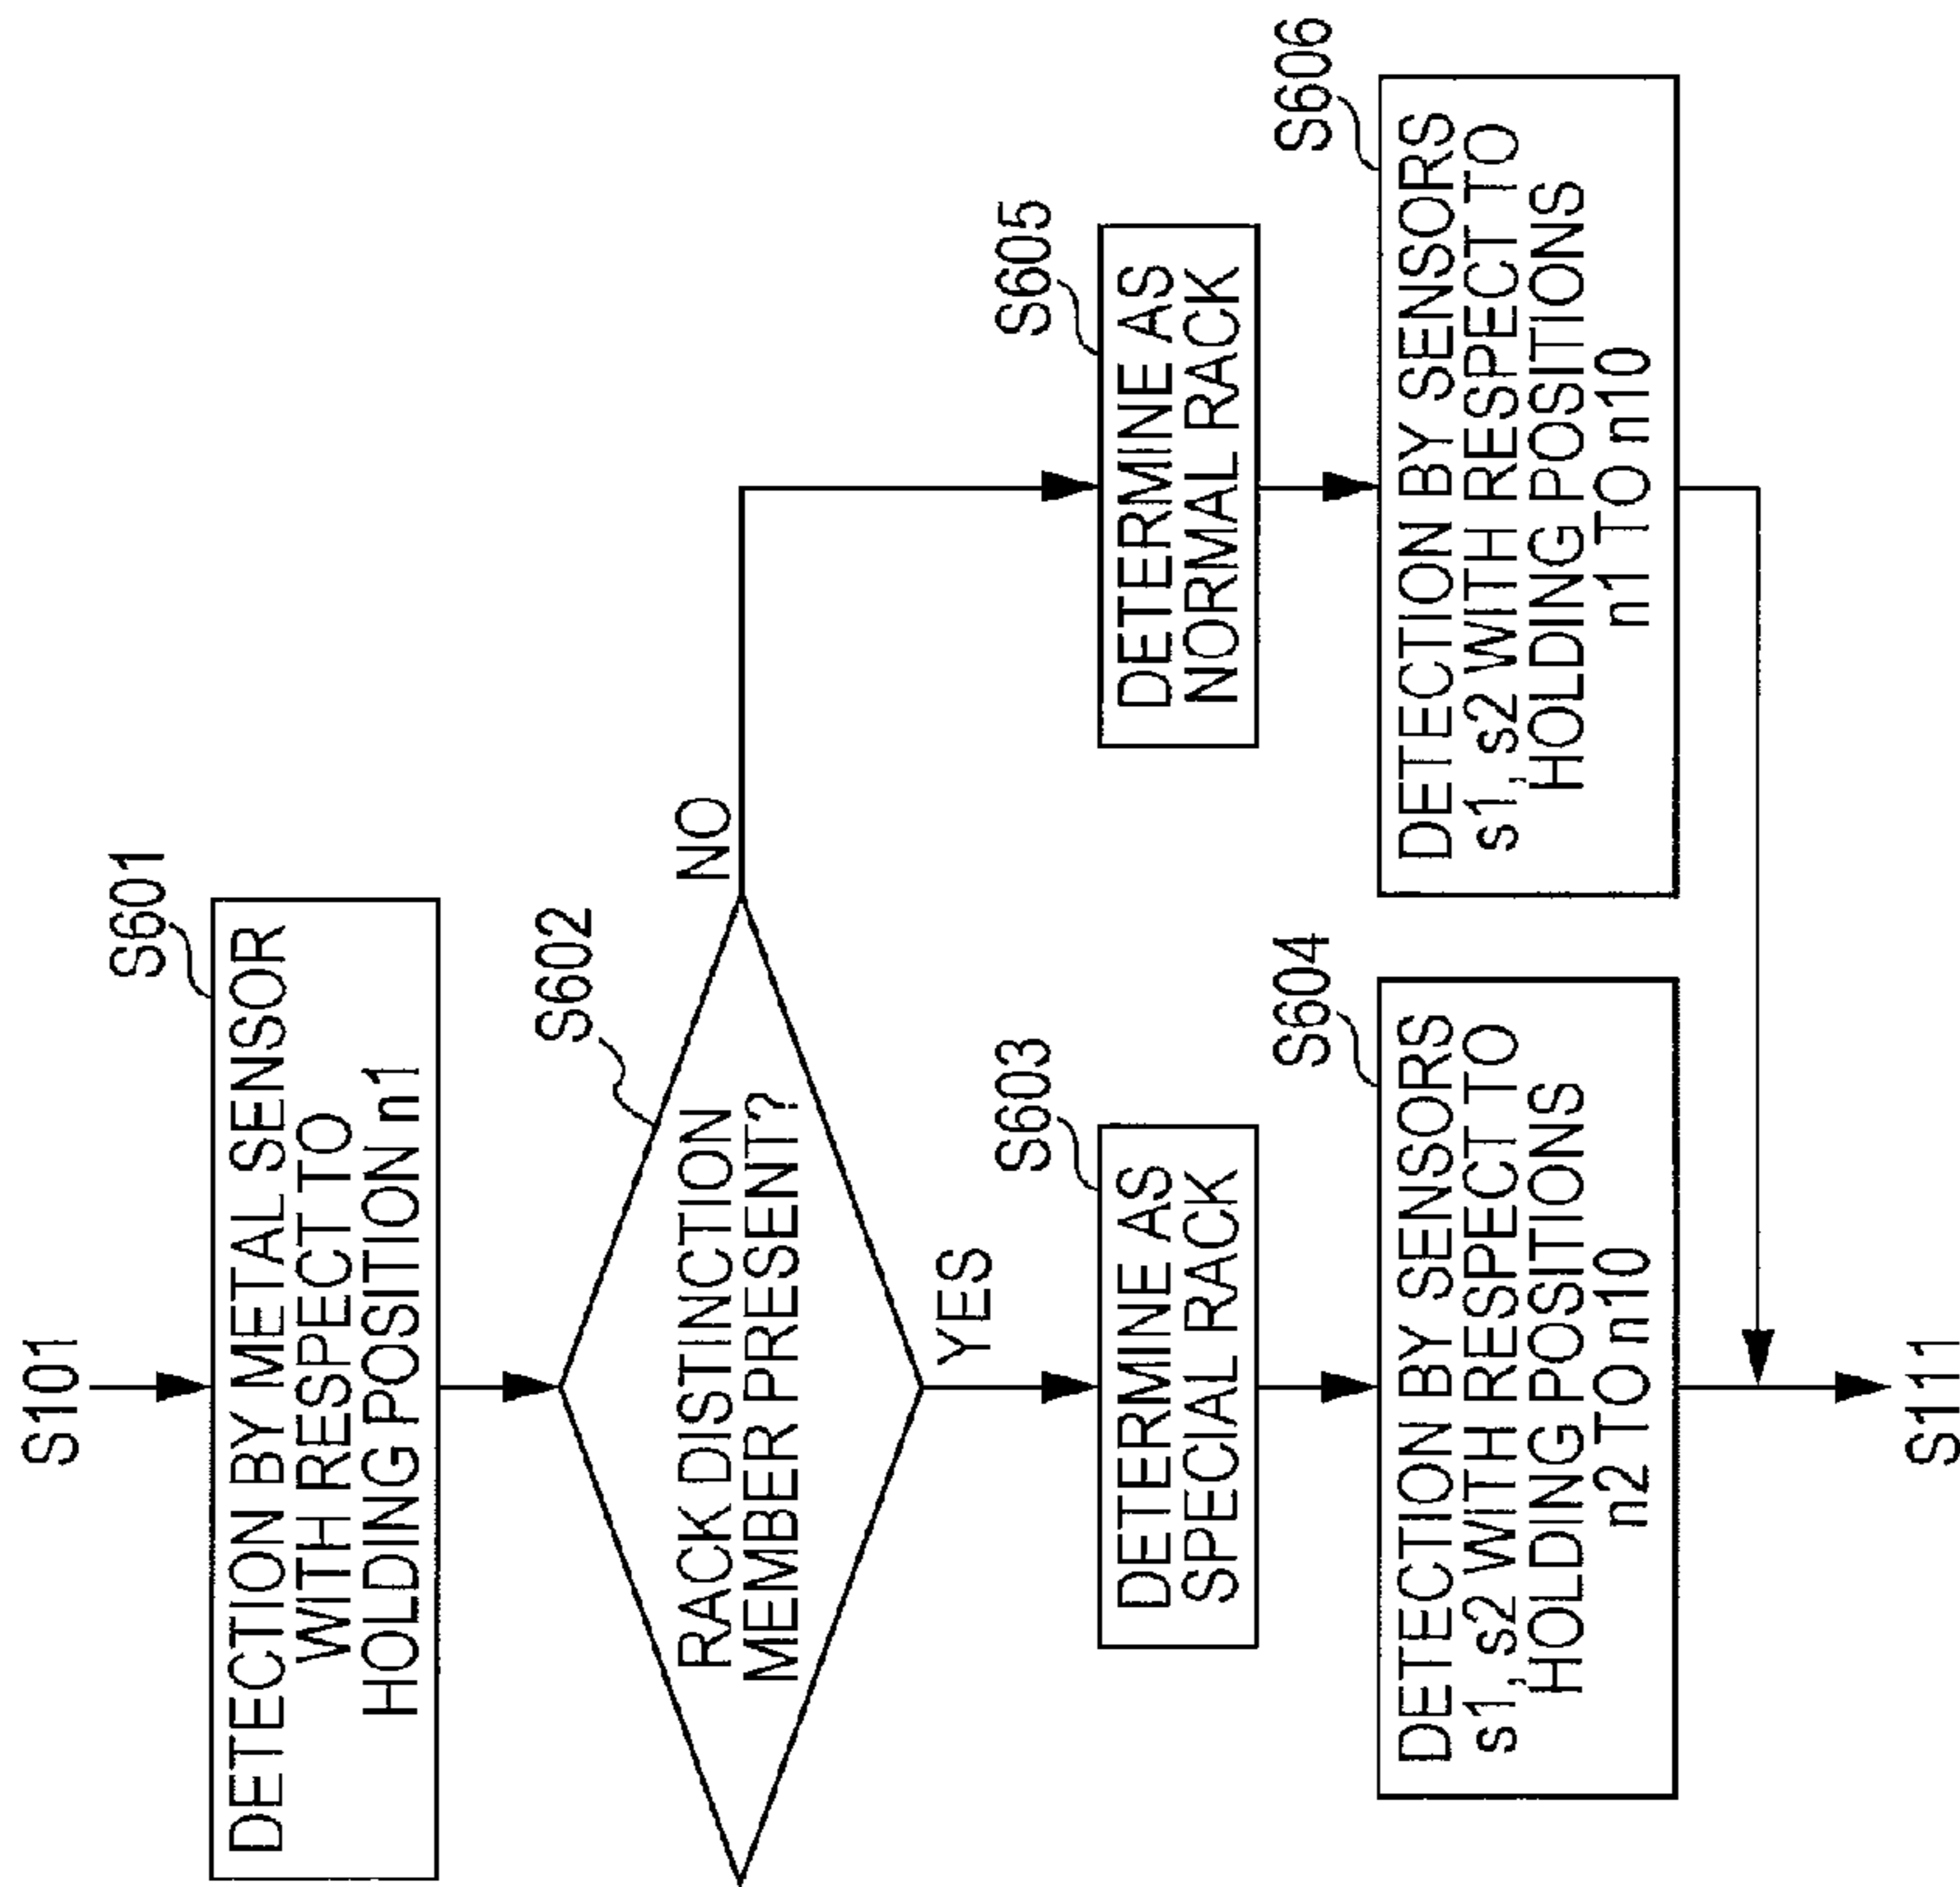 S101
S601
DETECTION BY METAL SENSOR
WITH RESPECT TO
HOLDING POSITION n1
S602
RACK DISTINCTION
MEMBER PRESENT?
NO
YES
S603
DETERMINE AS
SPECIAL RACK
S605
DETERMINE AS
NORMAL RACK
S604
DETECTION BY SENSORS
s1, s2 WITH RESPECT TO
HOLDING POSITIONS
n2 TO n10
S606
DETECTION BY SENSORS
s1, s2 WITH RESPECT TO
HOLDING POSITIONS
n1 TO n10
S111